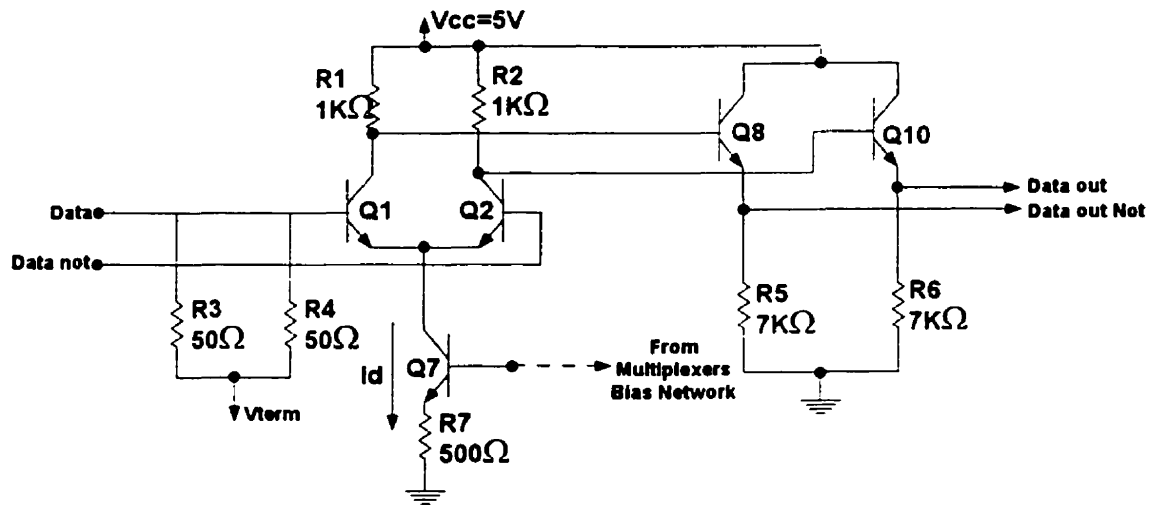 Vcc=5V
R1
1KΩ
R2
1KΩ
Q8
Q10
Data
Q1
Q2
Data out
Data out Not
Data not
R3
50Ω
R4
50Ω
R5
7KΩ
R6
7KΩ
Id
Q7
From
Multiplexers
Bias Network
Vterm
R7
500Ω